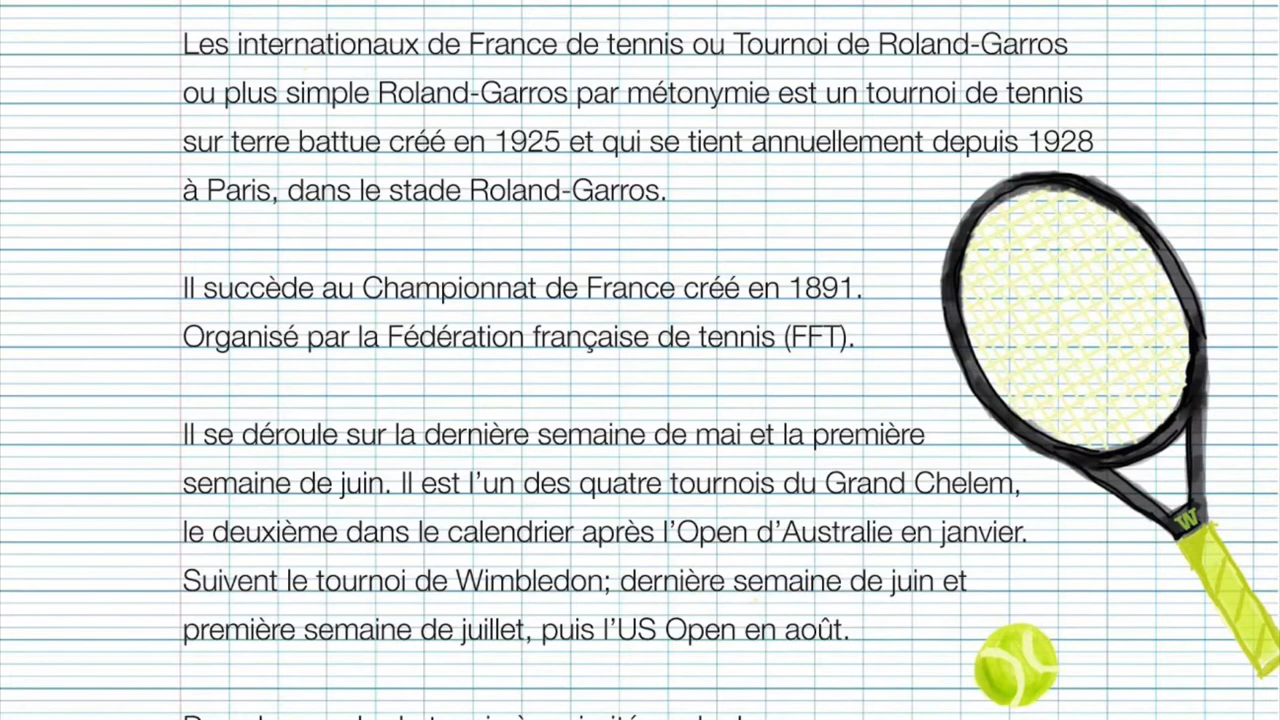 Les internationaux de France de tennis ou Tournoi de Roland-Garros
ou plus simple Roland-Garros par métonymie est un tournoi de tennis
sur terre battue créé en 1925 et qui se tient annuellement depuis 1928
à Paris, dans le stade Roland-Garros.
Il succède au Championnat de France créé en 1891.
Organisé par la Fédération française de tennis (FFT).
Il se déroule sur la dernière semaine de mai et la première
semaine de juin. Il est l'un des quatre tournois du Grand Chelem,
le deuxième dans le calendrier après l'Open d'Australie en janvier.
Suivent le tournoi de Wimbledon; dernière semaine de juin et
première semaine de juillet, puis l'US Open en août.
W